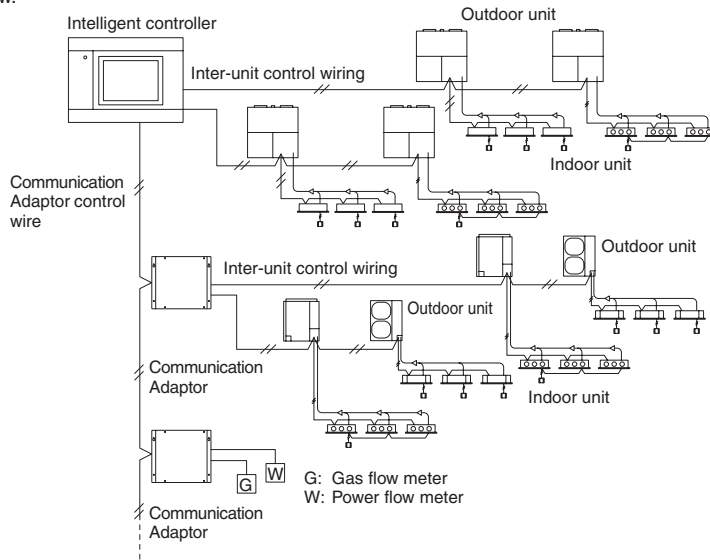 w.
Intelligent controller
Outdoor unit
Inter-unit control wiring
Indoor unit
Communication
Adaptor control
wire
Inter-unit control wiring
Outdoor unit
Outdoor unit
Communication
Adaptor
Indoor unit
G
W
G: Gas flow meter
W: Power flow meter
Communication
Adaptor